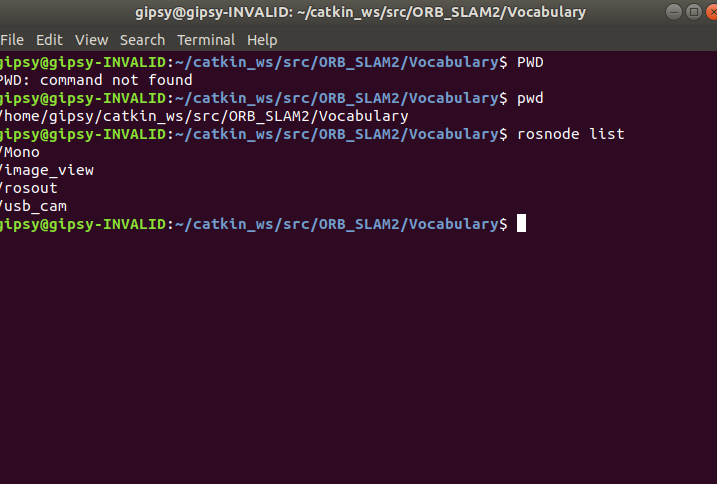 gipsy@gipsy-INVALID: ~/catkin_ws/src/ORB_SLAM2/Vocabulary
File Edit View Search Terminal Help
gipsy@gipsy-INVALID:~/catkin_ws/src/ORB_SLAM2/Vocabulary$ PWD
PWD: command not found
gipsy@gipsy-INVALID:~/catkin_ws/src/ORB_SLAM2/Vocabulary$ pwd
/home/gipsy/catkin_ws/src/ORB_SLAM2/Vocabulary
gipsy@gipsy-INVALID:~/catkin_ws/src/ORB_SLAM2/Vocabulary$ rosnode list
/Mono
/image_view
/rosout
/usb_cam
gipsy@gipsy-INVALID:~/catkin_ws/src/ORB_SLAM2/Vocabulary$